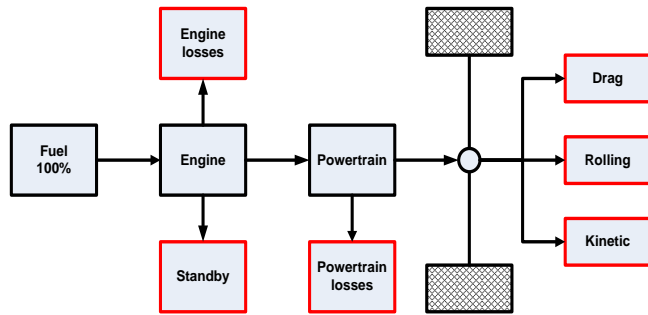 Engine
losses
Drag
Fuel
100%
Engine
Powertrain
Rolling
Standby
Powertrain
losses
Kinetic